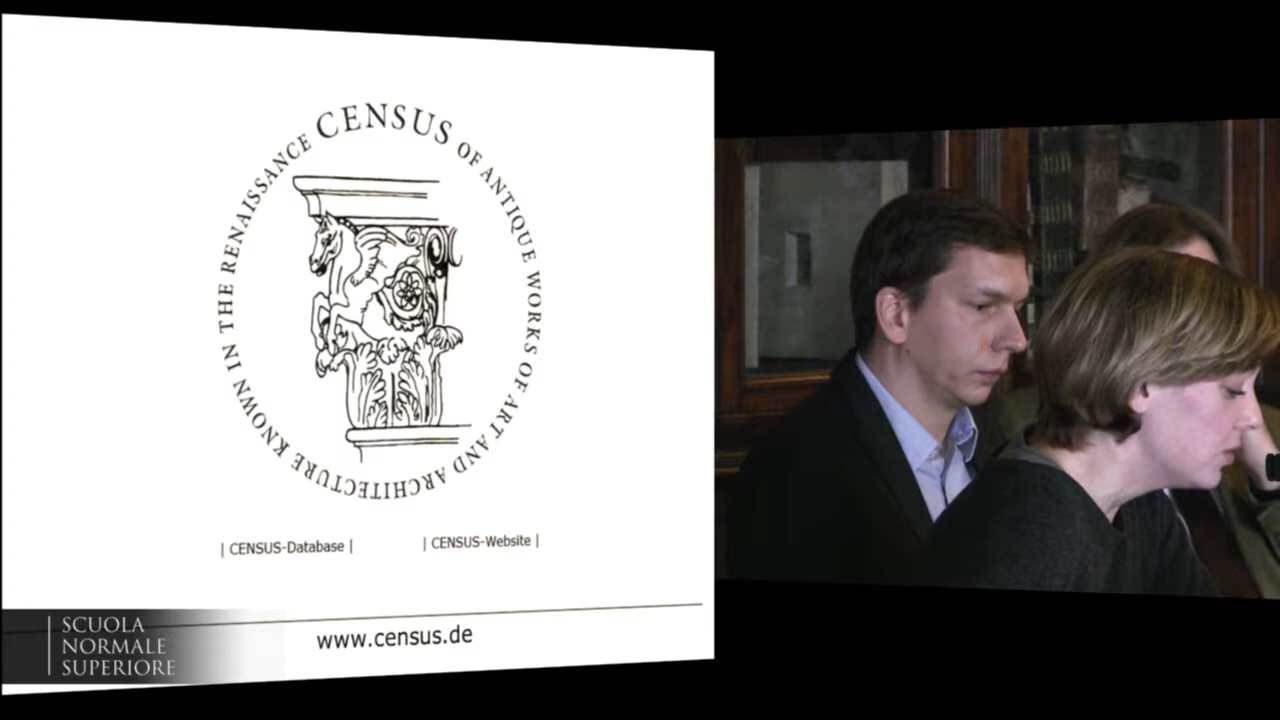 CENSUS OF ANTIQUE WORKS OF ART AND ARCHITECTURE KNOWN IN THE RENAISSANCE
| CENSUS-Database | | CENSUS-Website |
www.census.de
SCUOLA
NORMALE
SUPERIORE